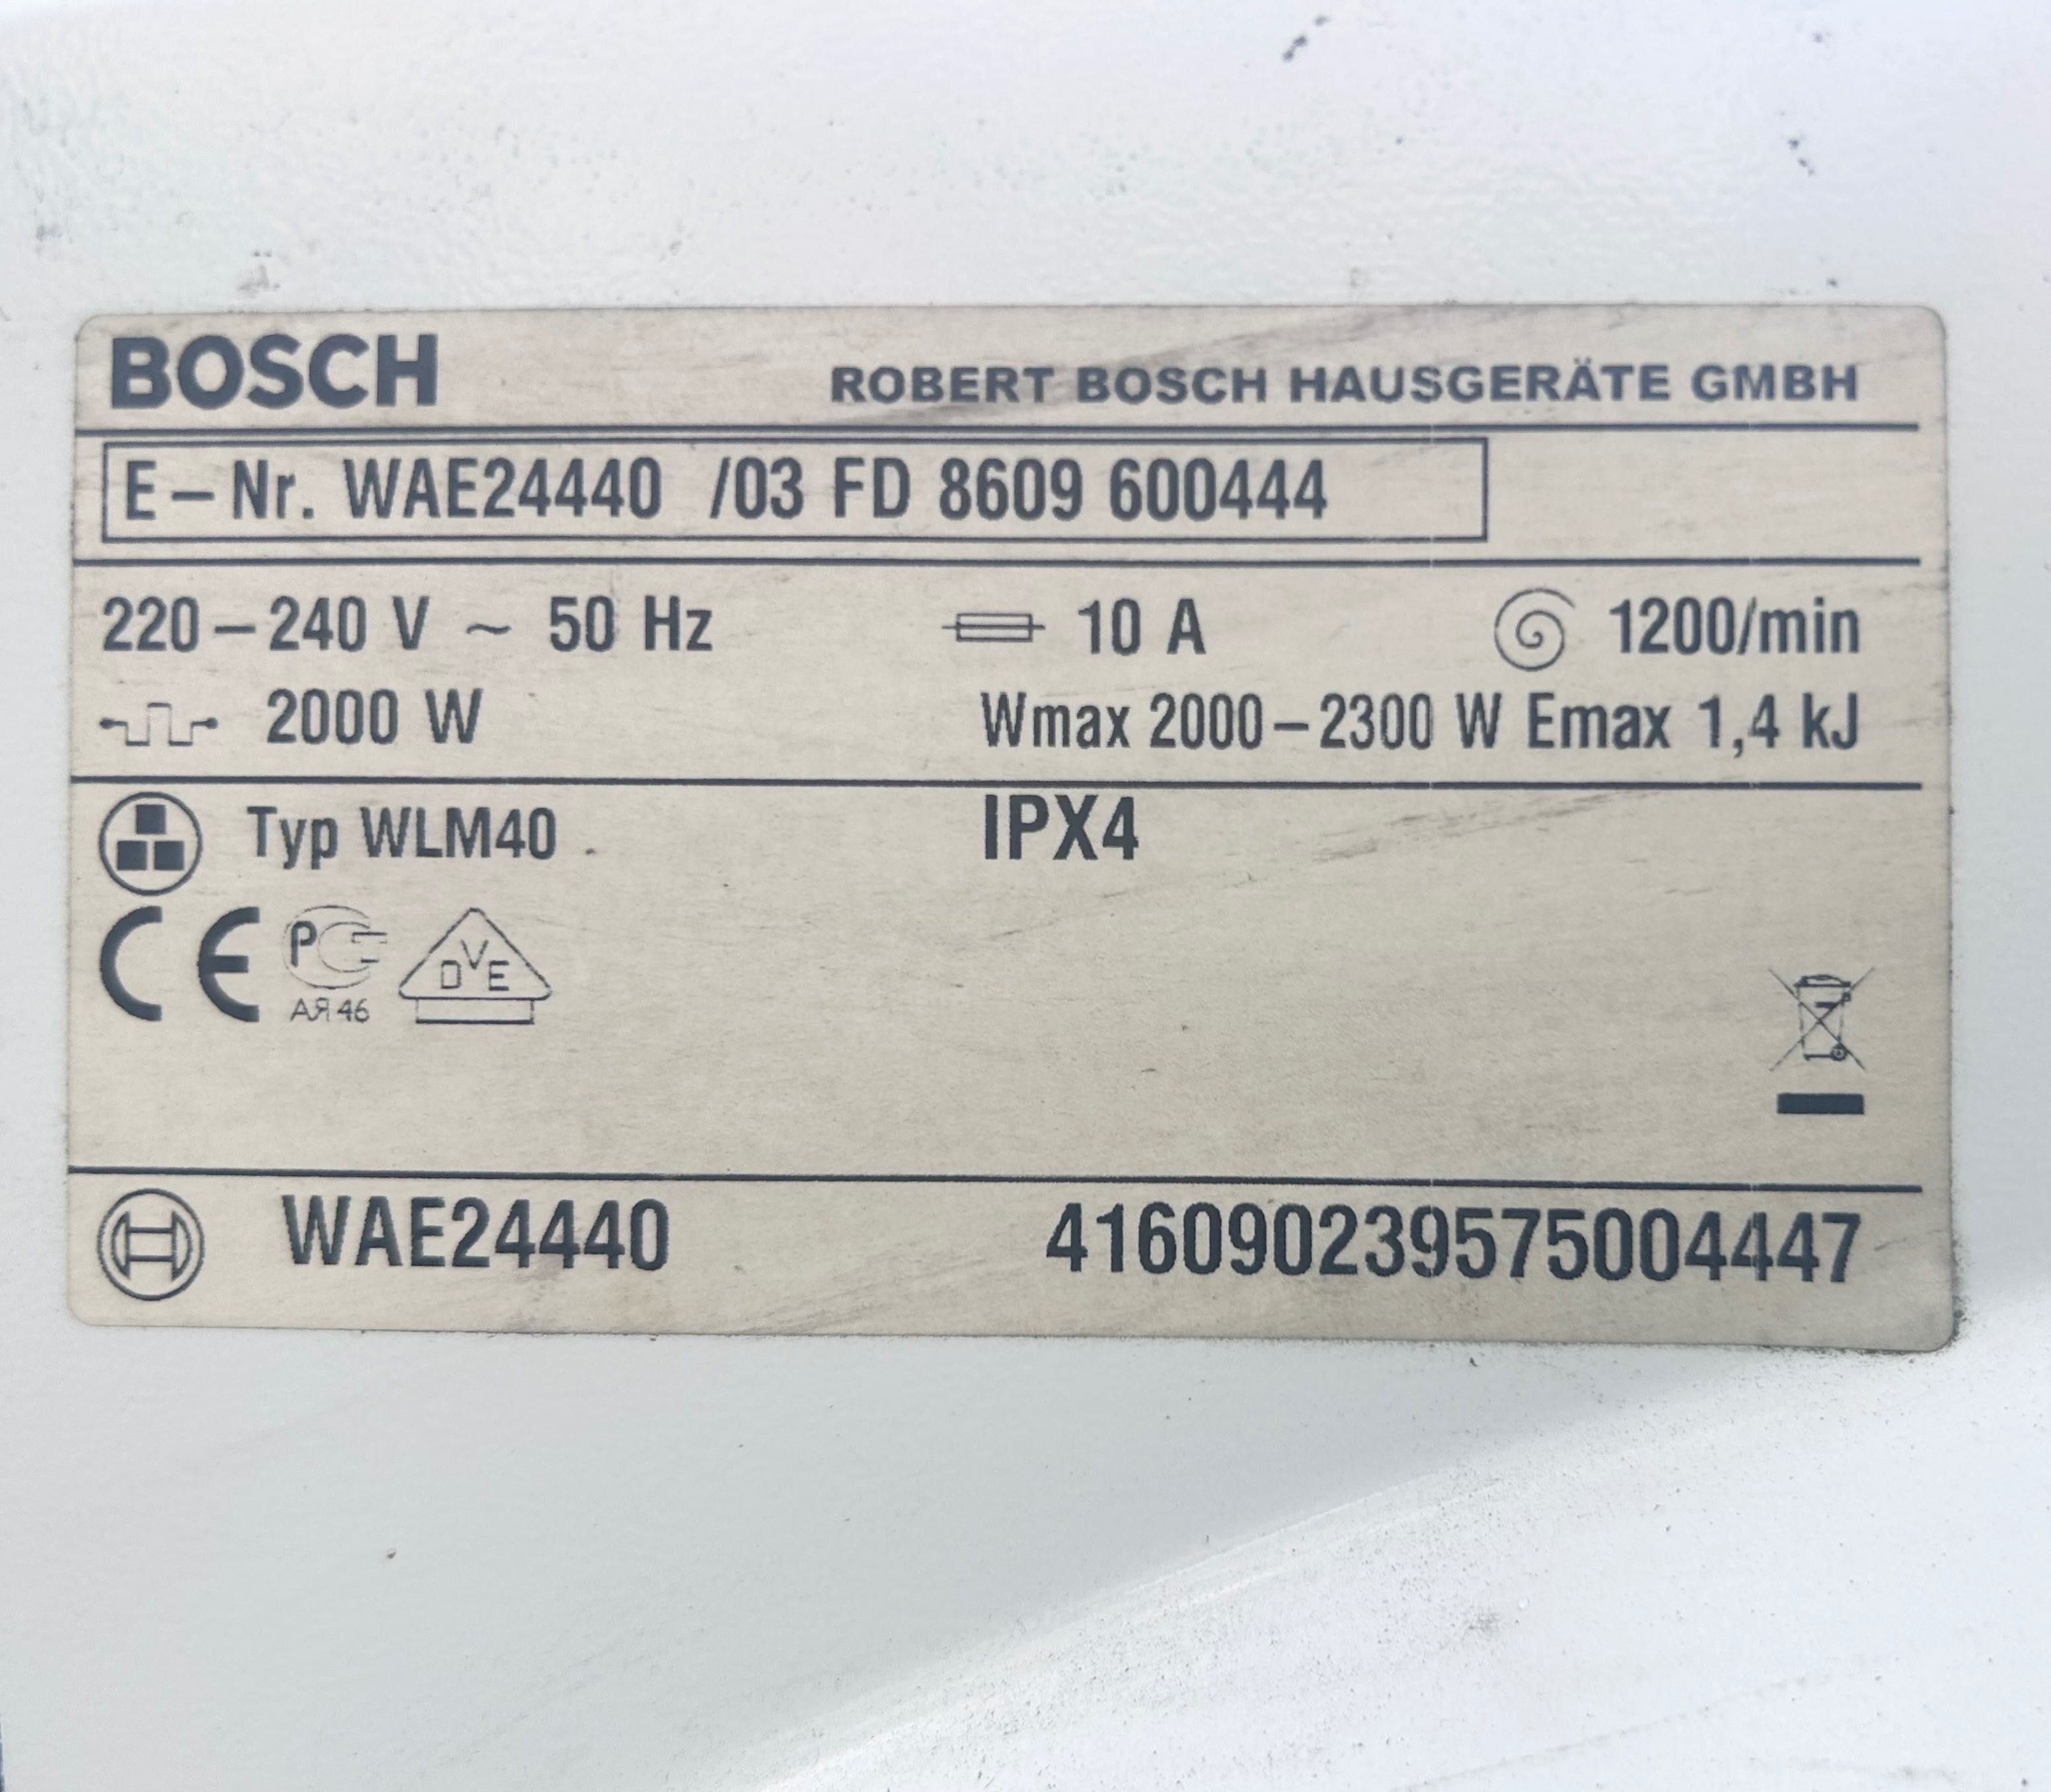 BOSCH ROBERT BOSCH HAUSGERÄTE GMBH
E-Nr. WAE24440 /03 FD 8609 600444
220-240 V ~ 50 Hz 10 A 1200/min
2000 W Wmax 2000-2300 W Emax 1,4 kJ
Typ WLM40 IPX4
CE PC DVE
АЯ46
WAE24440 416090239575004447